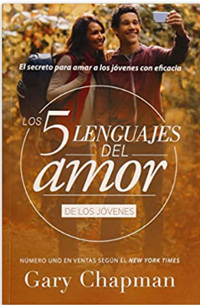 El secreto para amar a los jóvenes con eficacia
LOS
5 LENGUAJES
DEL
amor
DE LOS JÓVENES
NÚMERO UNO EN VENTAS SEGÚN EL NEW YORK TIMES
Gary Chapman